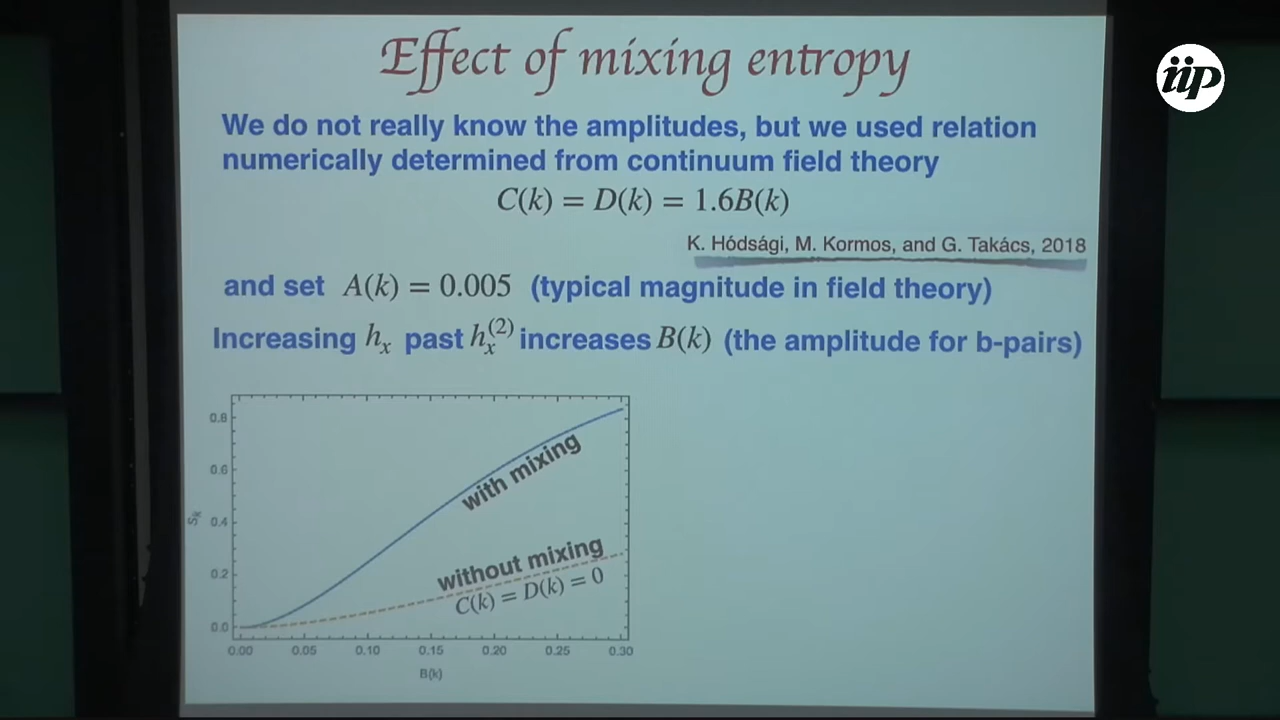 Effect of mixing entropy
iip
We do not really know the amplitudes, but we used relation
numerically determined from continuum field theory
C(k) = D(k) = 1.6B(k)
K. Hódsági, M. Kormos, and G. Takács, 2018
and set A(k) = 0.005 (typical magnitude in field theory)
Increasing hₓ past hₓ⁽²⁾ increases B(k) (the amplitude for b-pairs)
0.8
0.6
0.4
0.2
0.0
Sₖ
with mixing
without mixing
C(k) = D(k) = 0
0.00 0.05 0.10 0.15 0.20 0.25 0.30
B(k)